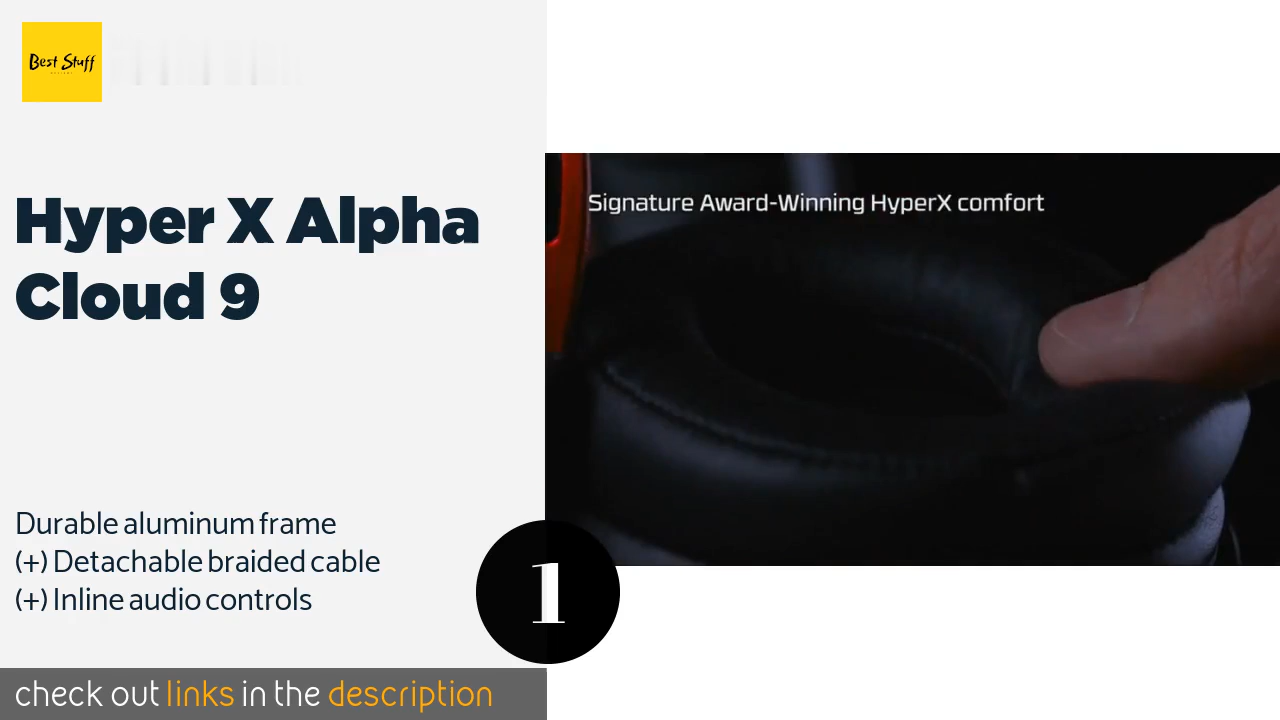 Best Stuff
Signature Award-Winning HyperX comfort
Hyper X Alpha
Cloud 9
Durable aluminum frame
(+) Detachable braided cable
(+) Inline audio controls
1
check out links in the description